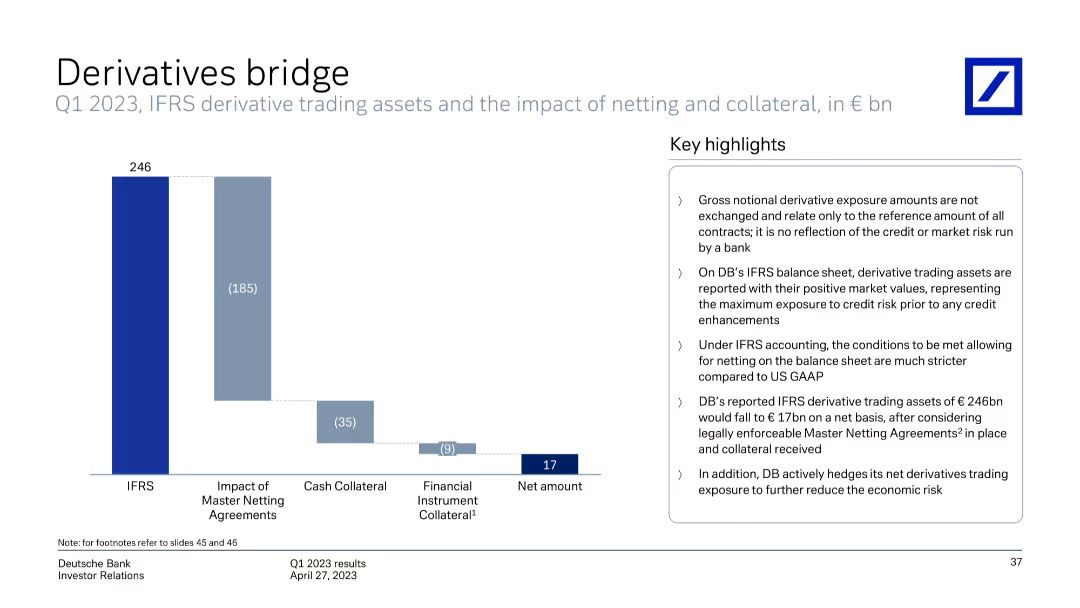 Derivatives bridge
Q1 2023, IFRS derivative trading assets and the impact of netting and collateral, in € bn
246
(185)
(35)
(9)
17
IFRS
Impact of
Master Netting
Agreements
Cash Collateral
Financial
Instrument
Collateral¹
Net amount
Key highlights
〉 Gross notional derivative exposure amounts are not
exchanged and relate only to the reference amount of all
contracts; it is no reflection of the credit or market risk run
by a bank
〉 On DB's IFRS balance sheet, derivative trading assets are
reported with their positive market values, representing
the maximum exposure to credit risk prior to any credit
enhancements
〉 Under IFRS accounting, the conditions to be met allowing
for netting on the balance sheet are much stricter
compared to US GAAP
〉 DB's reported IFRS derivative trading assets of € 246bn
would fall to € 17bn on a net basis, after considering
legally enforceable Master Netting Agreements² in place
and collateral received
〉 In addition, DB actively hedges its net derivatives trading
exposure to further reduce the economic risk
Note: for footnotes refer to slides 45 and 46
Deutsche Bank
Investor Relations
Q1 2023 results
April 27, 2023
37